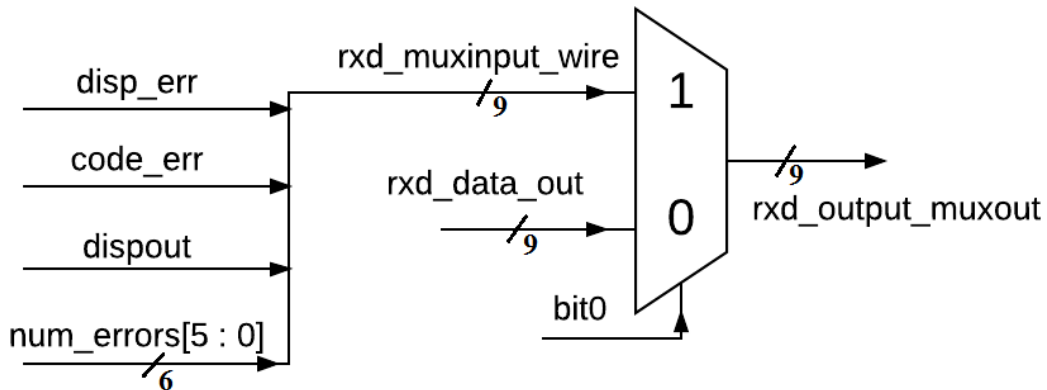 disp_err
code_err
dispout
num_errors[5 : 0]
6
rxd_muxinput_wire
9
1
rxd_data_out
9
0
bit0
9
rxd_output_muxout